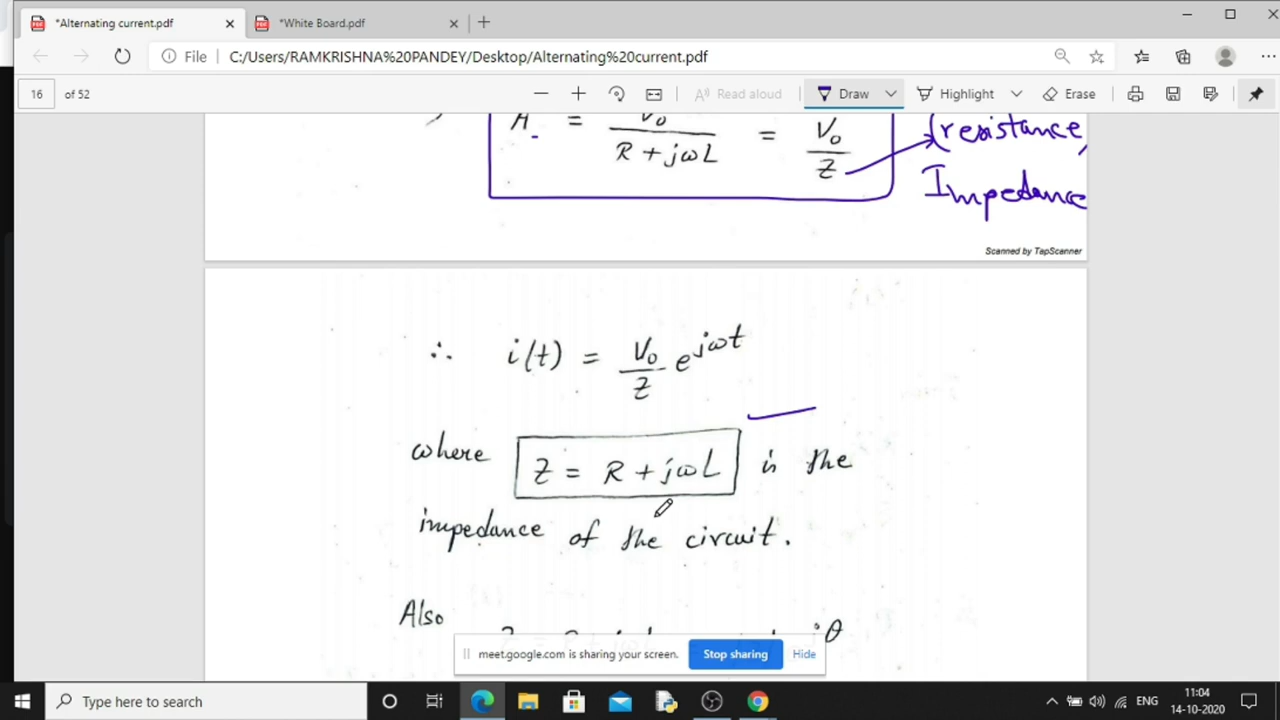 *Alternating current.pdf
*White Board.pdf
File
C:/Users/RAMKRISHNA%20PANDEY/Desktop/Alternating%20current.pdf
16 of 52
Read aloud
Draw
Highlight
Erase
A = V₀ / (R + jωL) = V₀ / Z
(resistance,
Impedance
Scanned by TapScanner
∴ i(t) = V₀/Z e^jωt
where Z = R + jωL is the
impedance of the circuit.
Also
jθ
meet.google.com is sharing your screen.
Stop sharing
Hide
Type here to search
ENG
11:04
14-10-2020